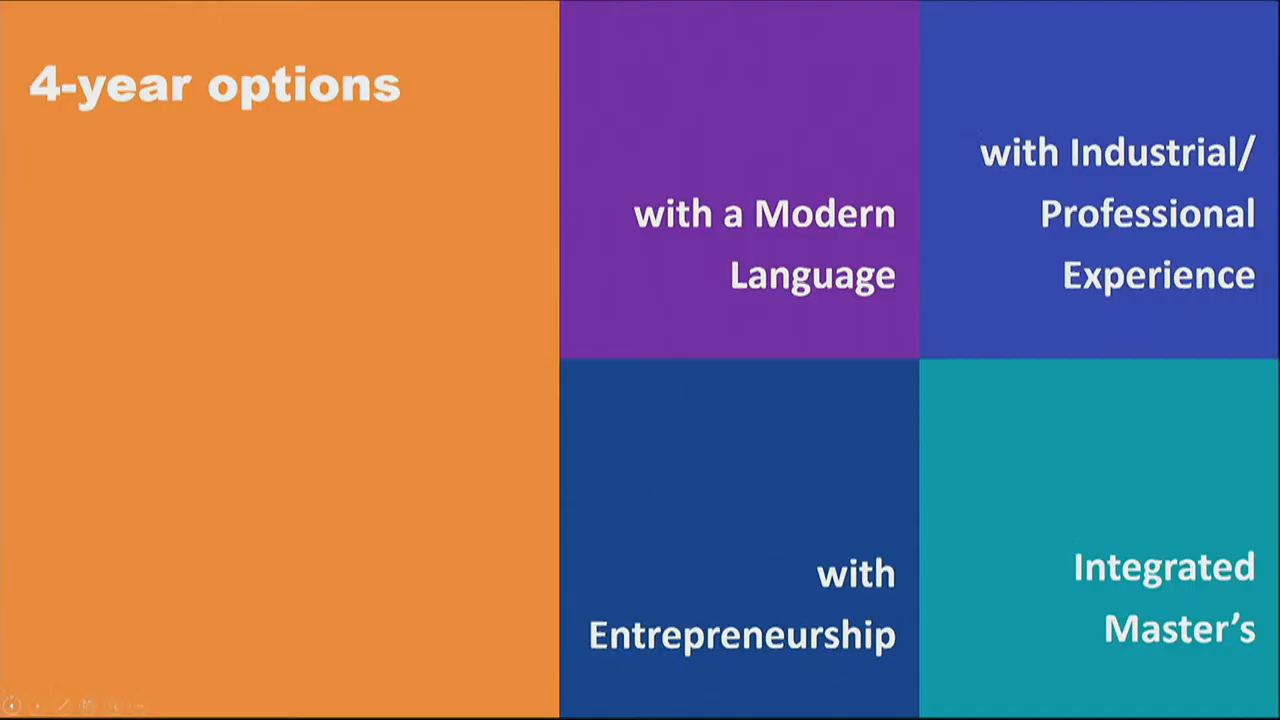 4-year options
with a Modern
Language
with Industrial/
Professional
Experience
with
Entrepreneurship
Integrated
Master's